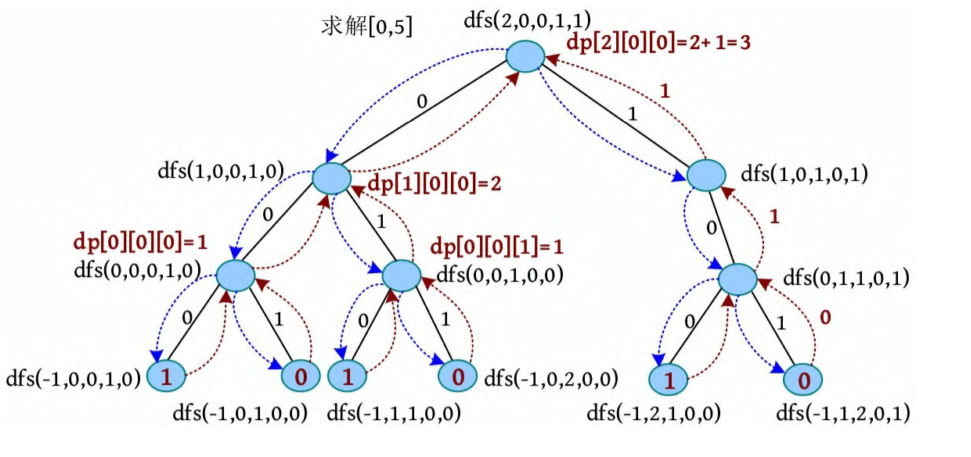 求解[0,5]
dfs(2,0,0,1,1)
dp[2][0][0]=2+1=3
0
1
1
dfs(1,0,0,1,0)
dp[1][0][0]=2
dfs(1,0,1,0,1)
0
1
0
1
dp[0][0][0]=1
dfs(0,0,0,1,0)
dp[0][0][1]=1
dfs(0,0,1,0,0)
dfs(0,1,1,0,1)
0
1
0
1
0
1
0
dfs(-1,0,0,1,0)
1
0
1
0
dfs(-1,0,2,0,0)
1
0
dfs(-1,0,1,0,0)
dfs(-1,1,1,0,0)
dfs(-1,2,1,0,0)
dfs(-1,1,2,0,1)